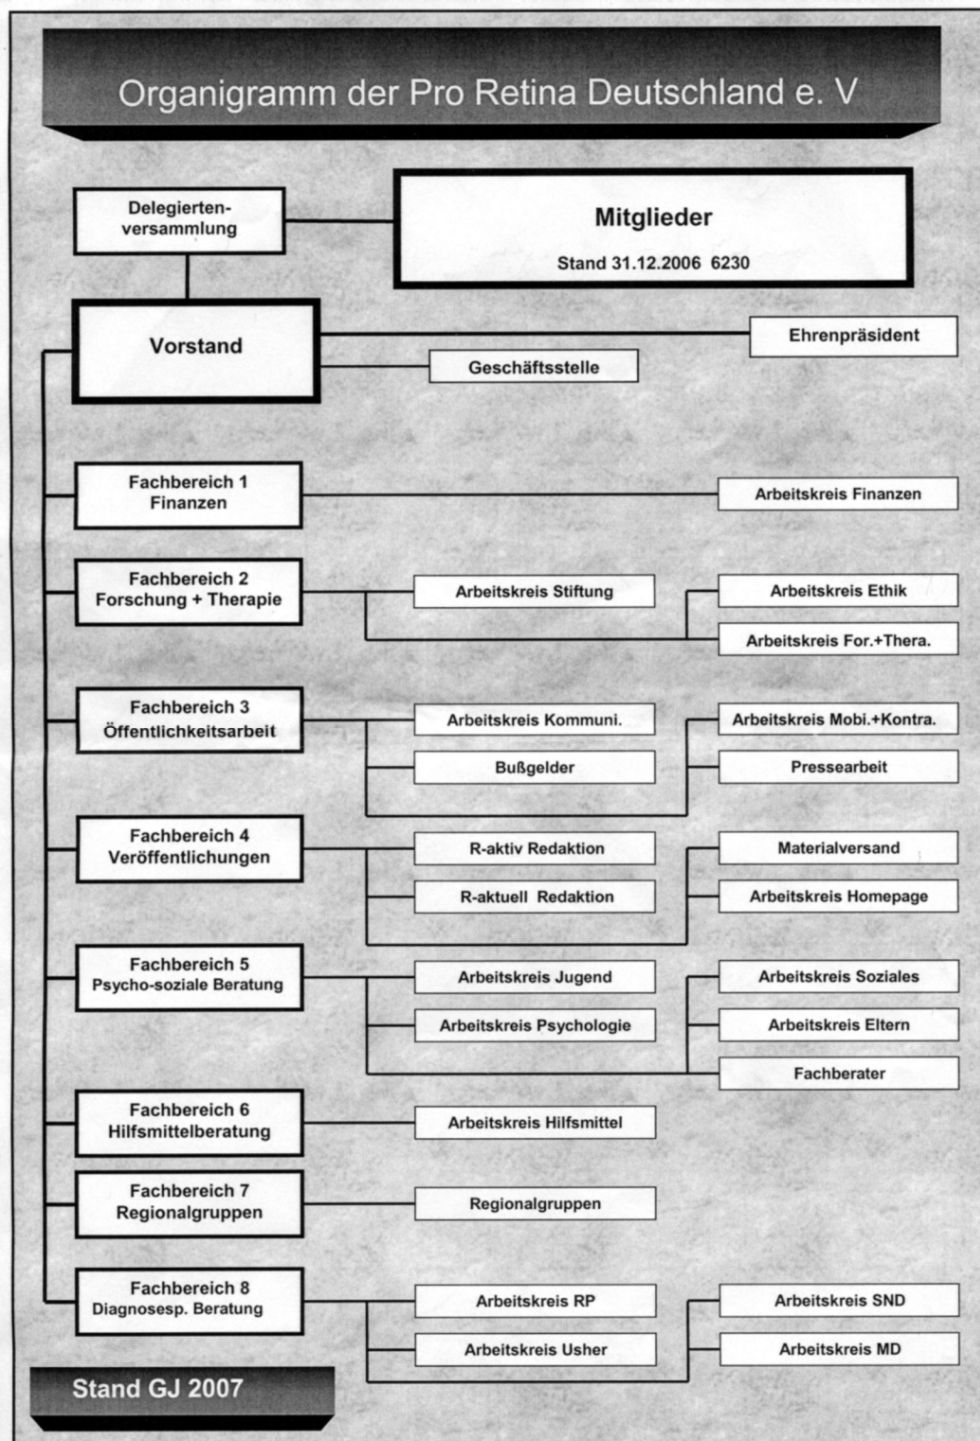 Organigramm der Pro Retina Deutschland e. V
Delegierten-
versammlung
Mitglieder
Stand 31.12.2006 6230
Vorstand
Ehrenpräsident
Geschäftsstelle
Fachbereich 1
Finanzen
Arbeitskreis Finanzen
Fachbereich 2
Forschung + Therapie
Arbeitskreis Stiftung
Arbeitskreis Ethik
Arbeitskreis For.+Thera.
Fachbereich 3
Öffentlichkeitsarbeit
Arbeitskreis Kommuni.
Arbeitskreis Mobi.+Kontra.
Bußgelder
Pressearbeit
Fachbereich 4
Veröffentlichungen
R-aktiv Redaktion
Materialversand
R-aktuell Redaktion
Arbeitskreis Homepage
Fachbereich 5
Psycho-soziale Beratung
Arbeitskreis Jugend
Arbeitskreis Soziales
Arbeitskreis Psychologie
Arbeitskreis Eltern
Fachberater
Fachbereich 6
Hilfsmittelberatung
Arbeitskreis Hilfsmittel
Fachbereich 7
Regionalgruppen
Regionalgruppen
Fachbereich 8
Diagnosesp. Beratung
Arbeitskreis RP
Arbeitskreis SND
Arbeitskreis Usher
Arbeitskreis MD
Stand GJ 2007